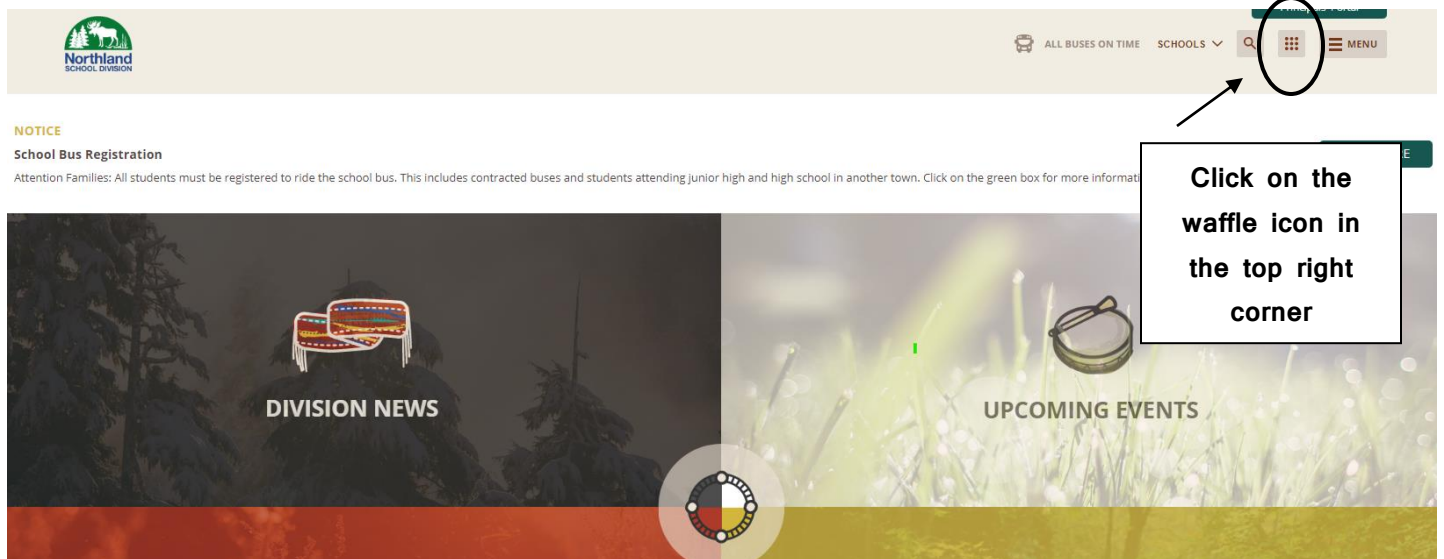 Northland
SCHOOL DIVISION
ALL BUSES ON TIME
SCHOOLS
MENU
NOTICE
School Bus Registration
Attention Families: All students must be registered to ride the school bus. This includes contracted buses and students attending junior high and high school in another town. Click on the green box for more
Click on the
waffle icon in
the top right
corner
DIVISION NEWS
UPCOMING EVENTS